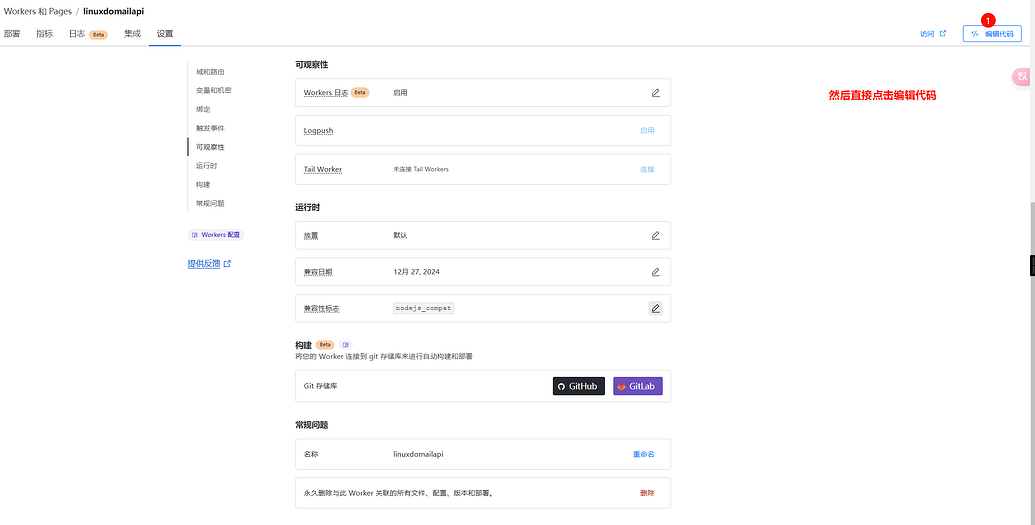 Workers 和 Pages / linuxdomailapi
部署 指标 日志 Beta 集成 设置
访问
1
编辑代码
然后直接点击编辑代码
域和路由
变量和机密
绑定
触发事件
可观察性
运行时
构建
常规问题
Workers 配置
提供反馈
可观察性
Workers 日志 Beta 启用
Logpush 启用
Tail Worker 未连接 Tail Workers 连接
运行时
放置 默认
兼容日期 12月 27, 2024
兼容性标志 nodejs_compat
构建 Beta
将您的 Worker 连接到 git 存储库来运行自动构建和部署
Git 存储库 GitHub GitLab
常规问题
名称 linuxdomailapi 重命名
永久删除与此 Worker 关联的所有文件、配置、版本和部署。 删除